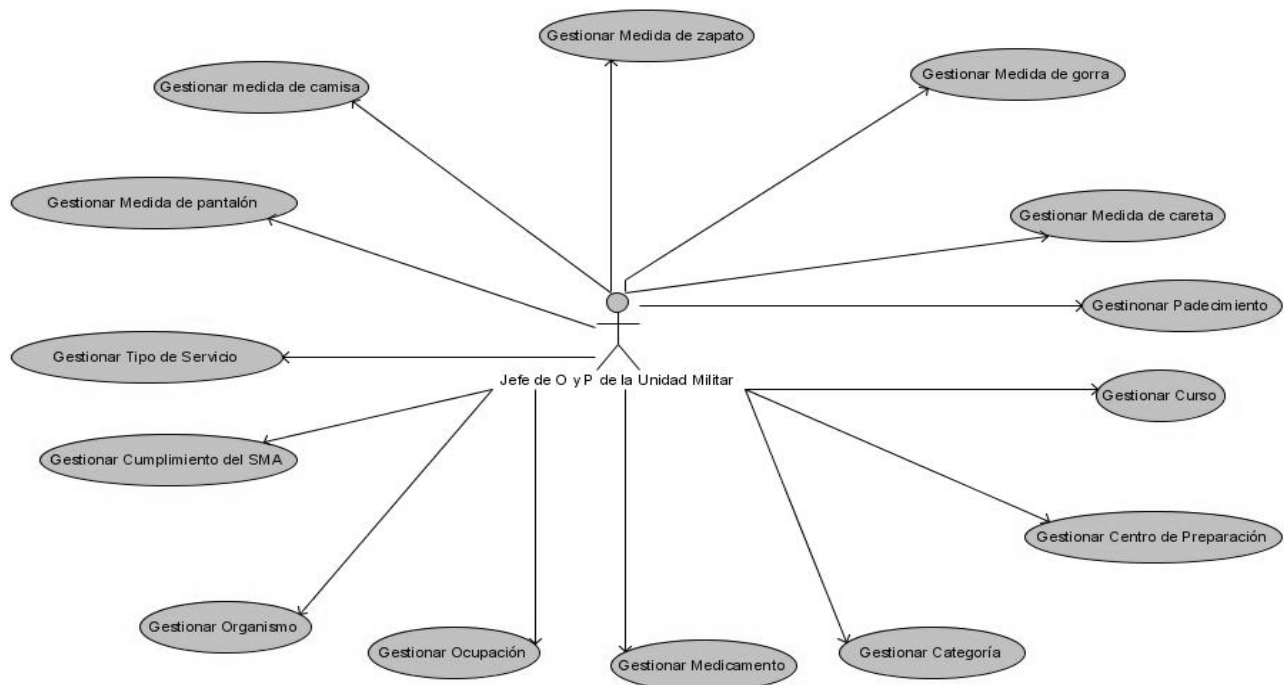 Gestionar Medida de zapato
Gestionar medida de camisa
Gestionar Medida de gorra
Gestionar Medida de pantalón
Gestionar Medida de careta
Gestinonar Padecimiento
Gestionar Tipo de Servicio
Jefe de O y P de la Unidad Militar
Gestionar Curso
Gestionar Cumplimiento del SMA
Gestionar Centro de Preparación
Gestionar Organismo
Gestionar Ocupación
Gestionar Medicamento
Gestionar Categoría